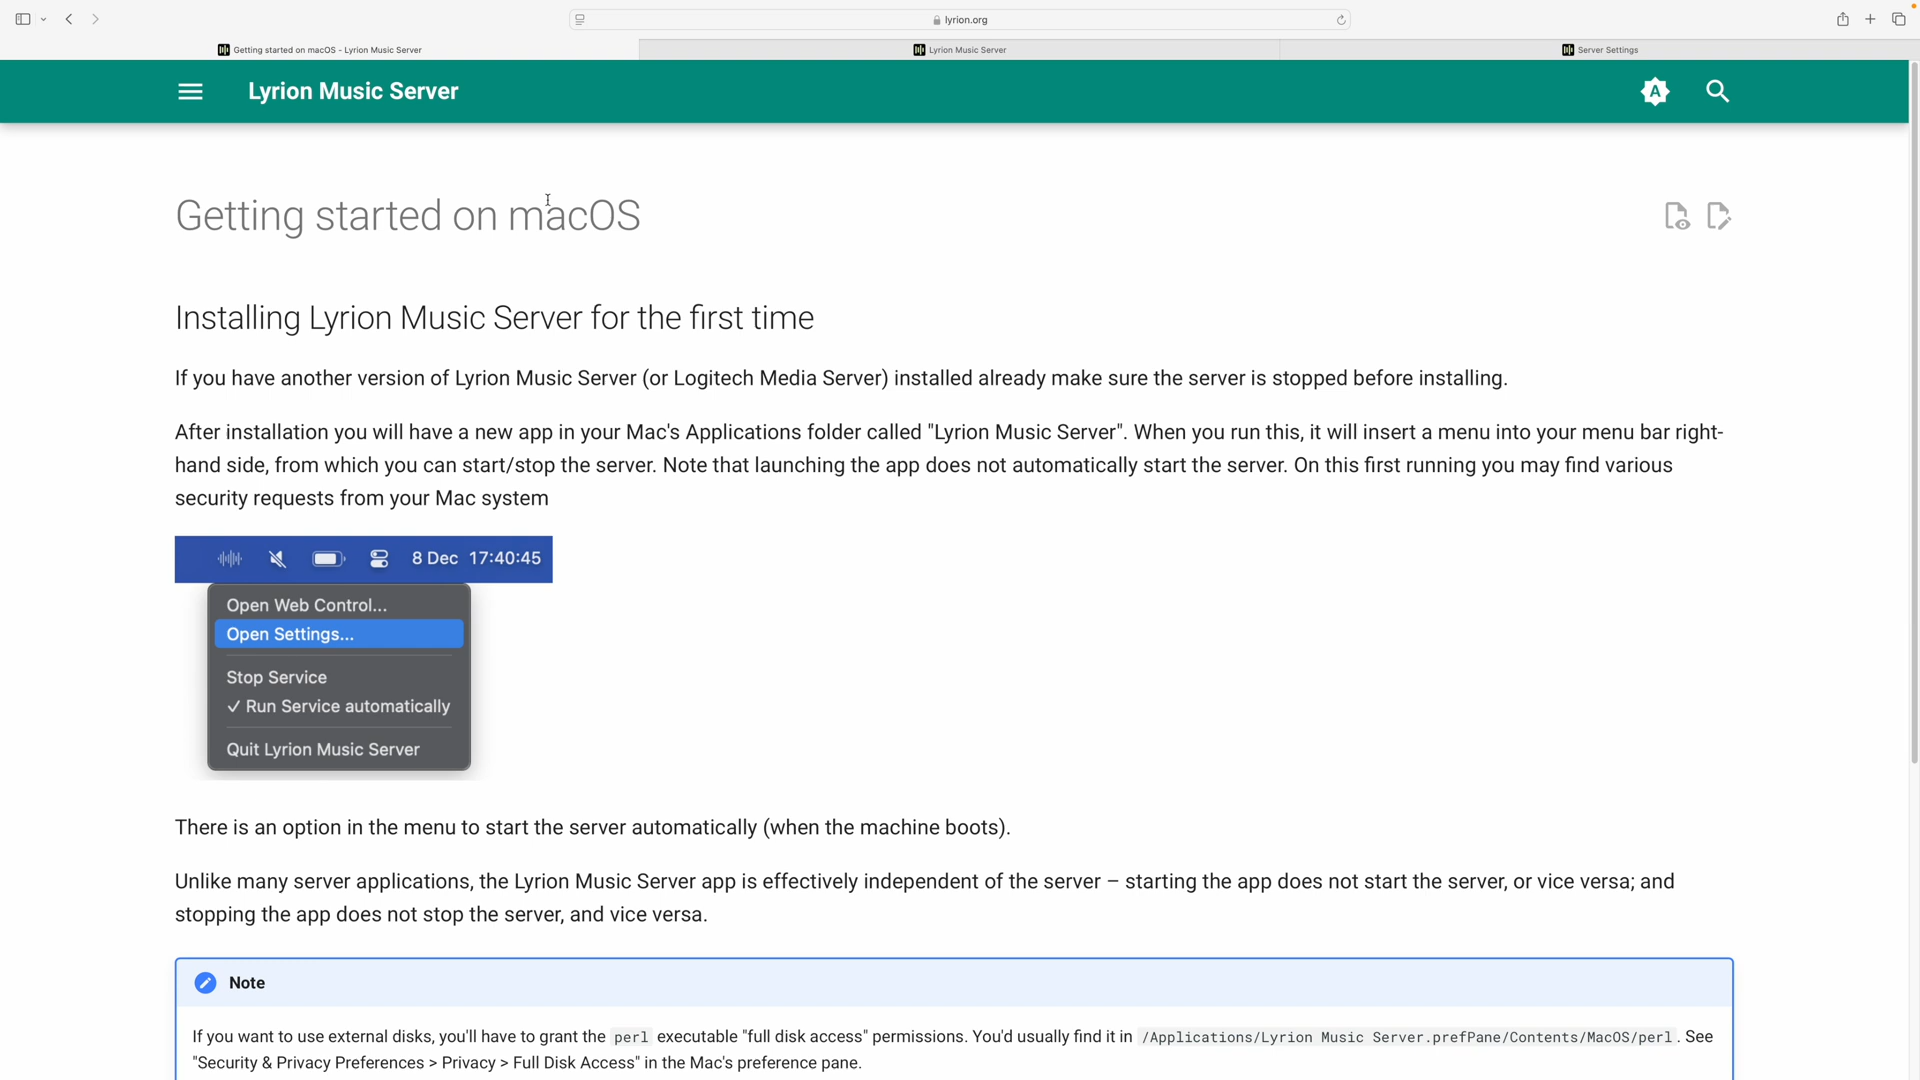 lyrion.org
Getting started on macOS - Lyrion Music Server
Lyrion Music Server
Server Settings
Lyrion Music Server
A
Getting started on macOS
Installing Lyrion Music Server for the first time
If you have another version of Lyrion Music Server (or Logitech Media Server) installed already make sure the server is stopped before installing.
After installation you will have a new app in your Mac's Applications folder called "Lyrion Music Server". When you run this, it will insert a menu into your menu bar right-
hand side, from which you can start/stop the server. Note that launching the app does not automatically start the server. On this first running you may find various
security requests from your Mac system
8 Dec 17:40:45
Open Web Control...
Open Settings...
Stop Service
✓ Run Service automatically
Quit Lyrion Music Server
There is an option in the menu to start the server automatically (when the machine boots).
Unlike many server applications, the Lyrion Music Server app is effectively independent of the server – starting the app does not start the server, or vice versa; and
stopping the app does not stop the server, and vice versa.
Note
If you want to use external disks, you'll have to grant the perl executable "full disk access" permissions. You'd usually find it in /Applications/Lyrion Music Server.prefPane/Contents/MacOS/perl. See
"Security & Privacy Preferences > Privacy > Full Disk Access" in the Mac's preference pane.